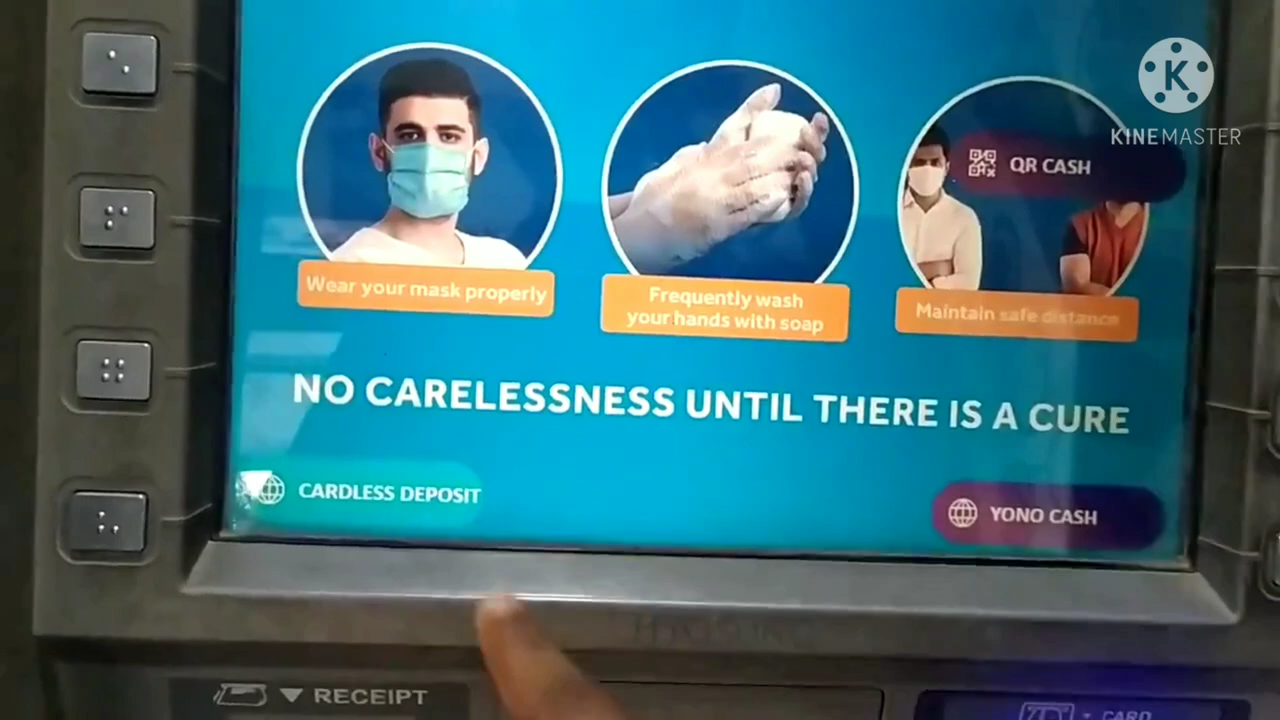 KINEMASTER
QR CASH
Wear your mask properly
Frequently wash
your hands with soap
Maintain safe distance
NO CARELESSNESS UNTIL THERE IS A CURE
CARDLESS DEPOSIT
YONO CASH
HYOSUNG
RECEIPT
CARD